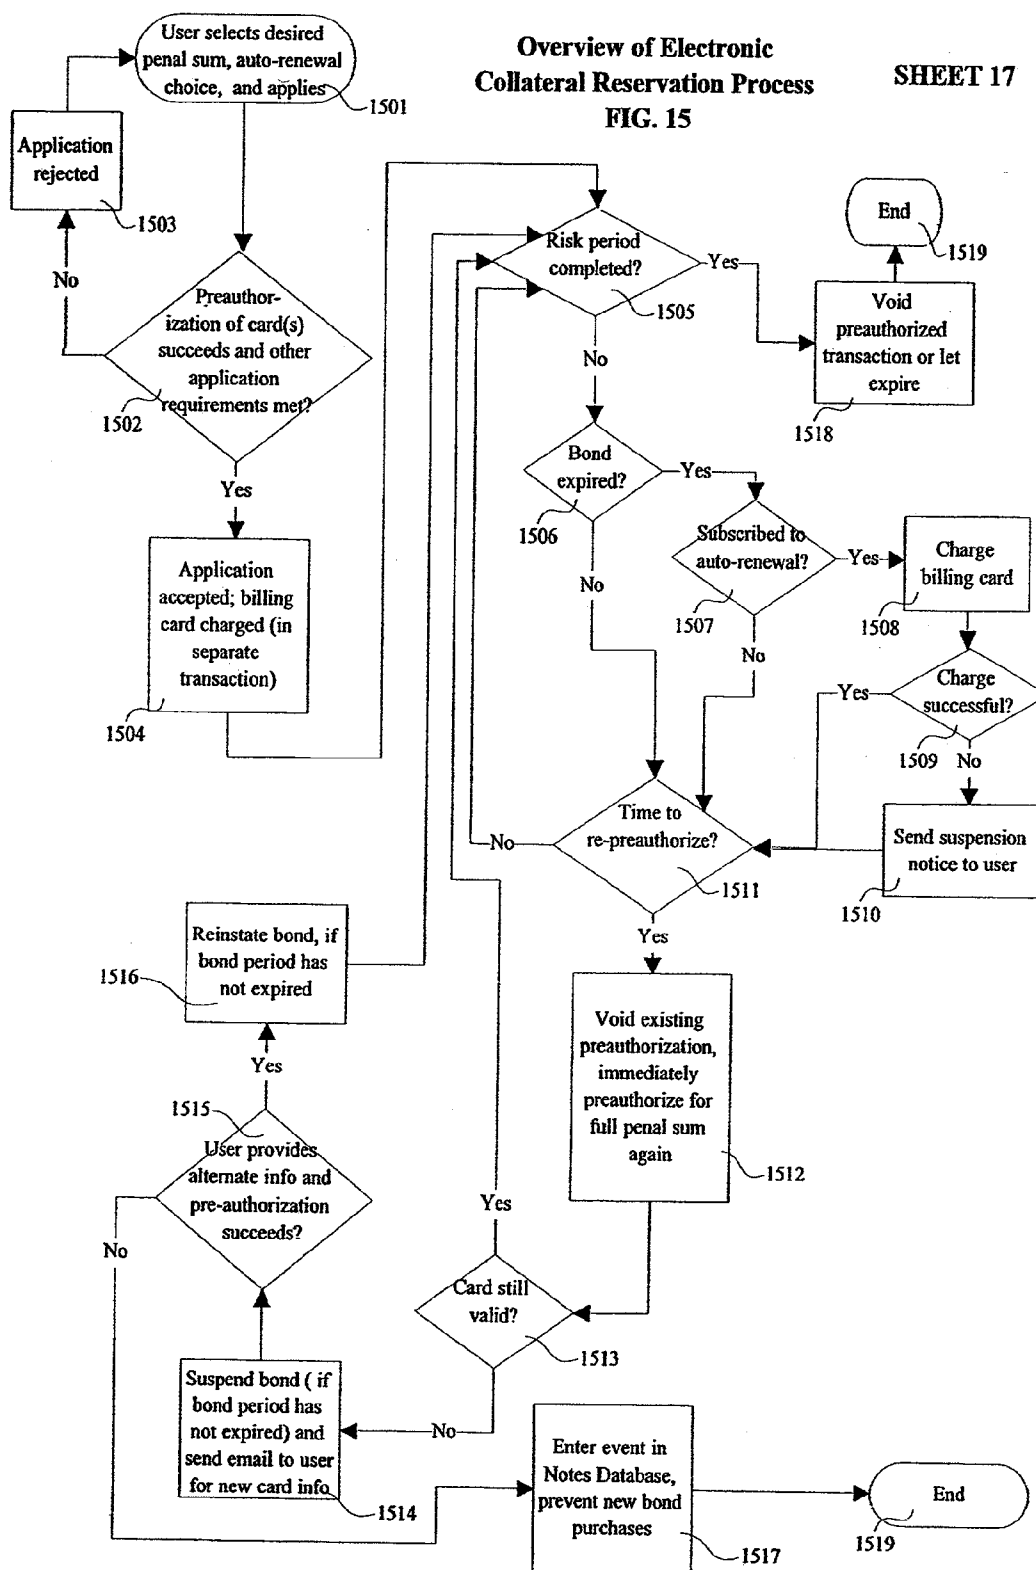 Overview of Electronic
Collateral Reservation Process
FIG. 15
SHEET 17
User selects desired
penal sum, auto-renewal
choice, and applies
1501
Application
rejected
1503
No
Preauthor-
ization of card(s)
succeeds and other
application
requirements met?
1502
Yes
Application
accepted; billing
card charged (in
separate
transaction)
1504
Risk period
completed?
1505
Yes
No
End
1519
Void
preauthorized
transaction or let
expire
1518
Bond
expired?
1506
Yes
No
Subscribed to
auto-renewal?
1507
Yes
No
Charge
billing card
1508
Charge
successful?
1509
Yes
No
Send suspension
notice to user
1510
Time to
re-preauthorize?
1511
No
Yes
Void existing
preauthorization,
immediately
preauthorize for
full penal sum
again
1512
Card still
valid?
1513
Yes
No
Suspend bond ( if
bond period has
not expired) and
send email to user
for new card info
1514
1515
User provides
alternate info and
pre-authorization
succeeds?
Yes
No
Reinstate bond, if
bond period has
not expired
1516
Enter event in
Notes Database,
prevent new bond
purchases
1517
End
1519